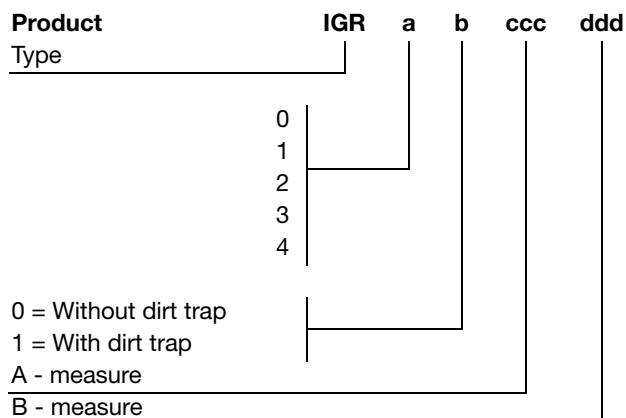 Product IGR a b ccc ddd
Type
0
1
2
3
4
0 = Without dirt trap
1 = With dirt trap
A - measure
B - measure